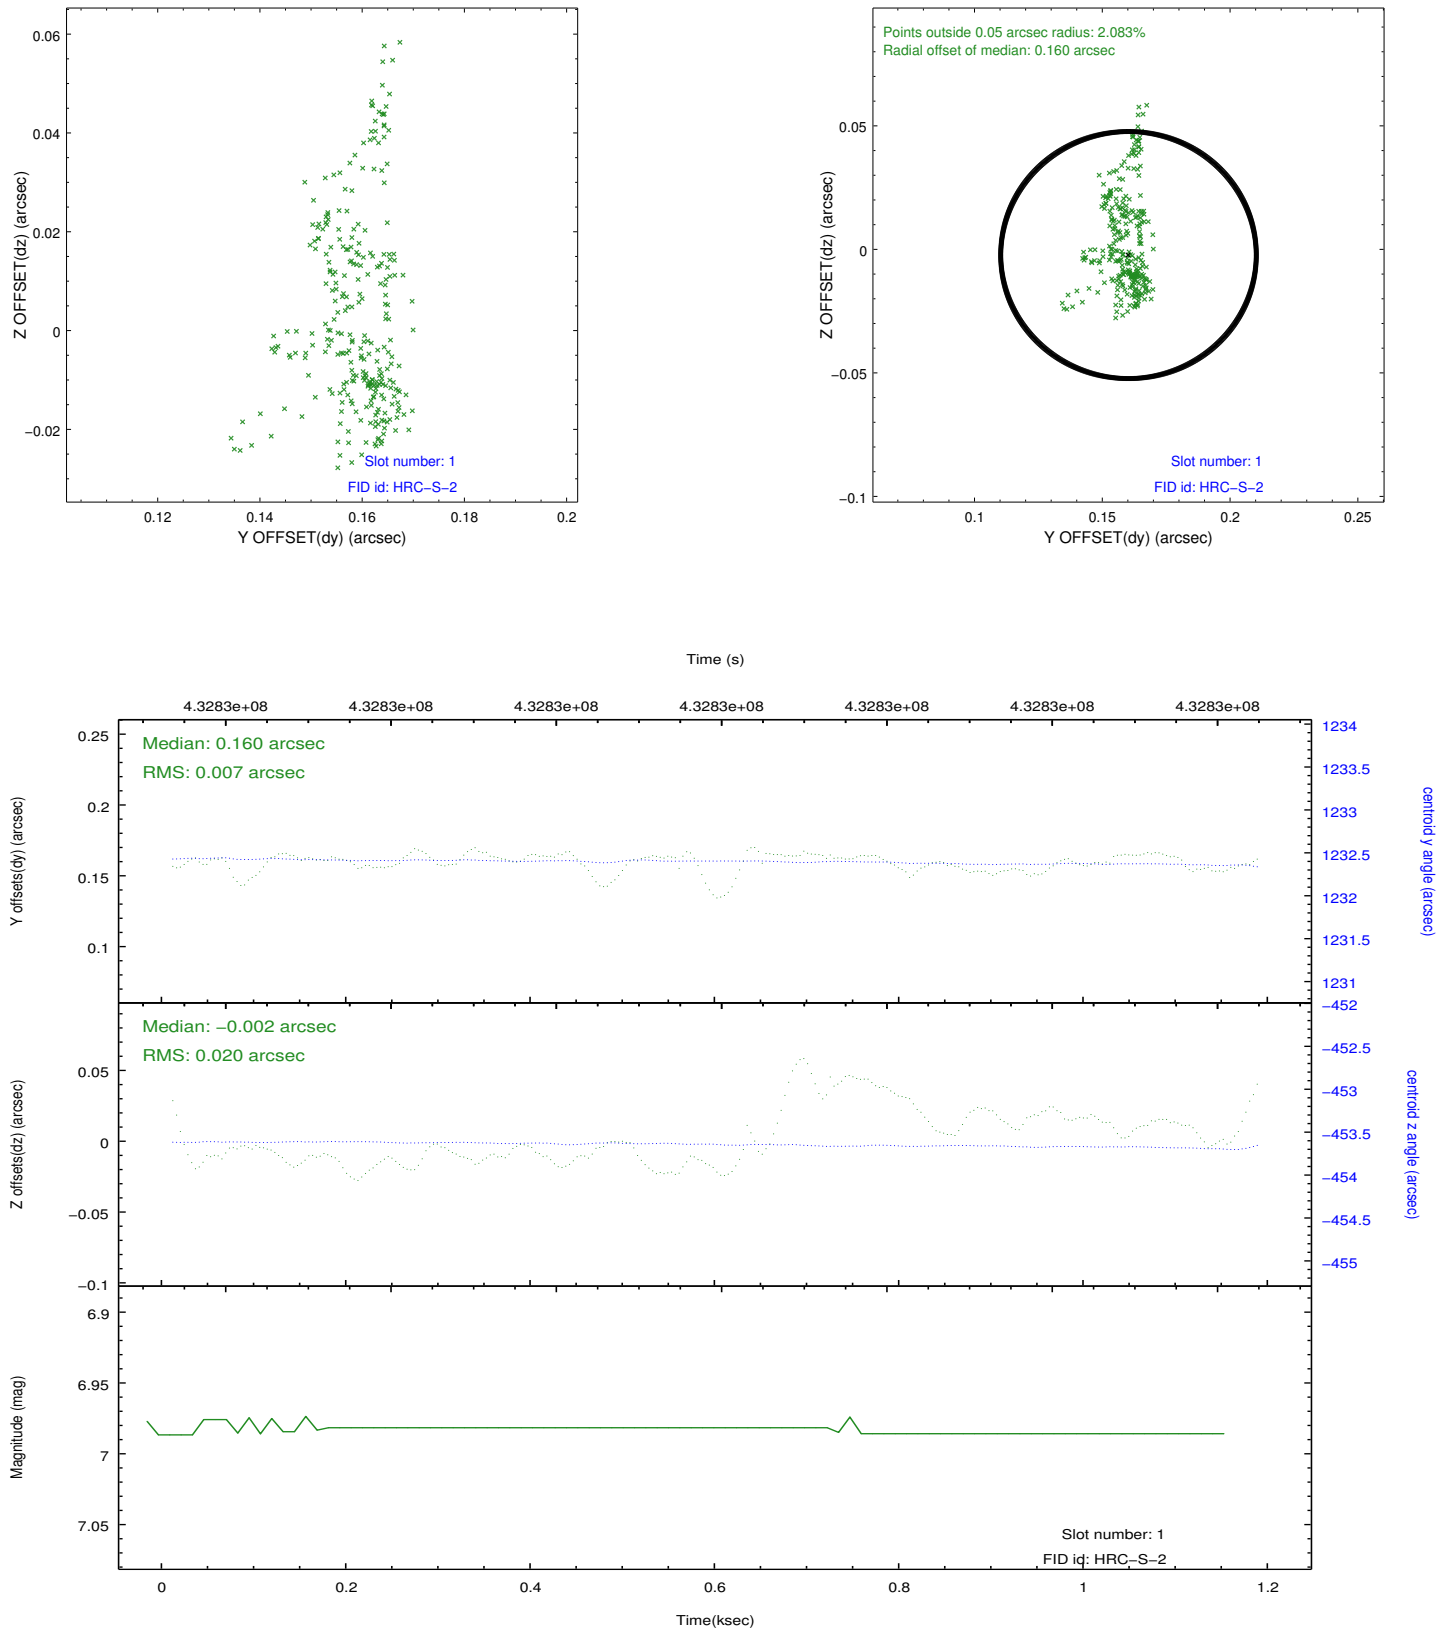 0.06
0.04
0.02
0
−0.02
Z OFFSET(dz) (arcsec)
Slot number: 1
FID id: HRC−S−2
0.12 0.14 0.16 0.18 0.2
Y OFFSET(dy) (arcsec)
Points outside 0.05 arcsec radius: 2.083%
Radial offset of median: 0.160 arcsec
0.05
0
−0.05
−0.1
Z OFFSET(dz) (arcsec)
Slot number: 1
FID id: HRC−S−2
0.1 0.15 0.2 0.25
Y OFFSET(dy) (arcsec)
Time (s)
4.3283e+08 4.3283e+08 4.3283e+08 4.3283e+08 4.3283e+08 4.3283e+08 4.3283e+08
Median: 0.160 arcsec
RMS: 0.007 arcsec
0.25
0.2
0.15
0.1
Y offsets(dy) (arcsec)
1234
1233.5
1233
1232.5
1232
1231.5
1231
centroid y angle (arcsec)
Median: −0.002 arcsec
RMS: 0.020 arcsec
0.05
0
−0.05
−0.1
Z offsets(dz) (arcsec)
−452
−452.5
−453
−453.5
−454
−454.5
−455
centroid z angle (arcsec)
6.9
6.95
7
7.05
Magnitude (mag)
Slot number: 1
FID id: HRC−S−2
0 0.2 0.4 0.6 0.8 1 1.2
Time(ksec)